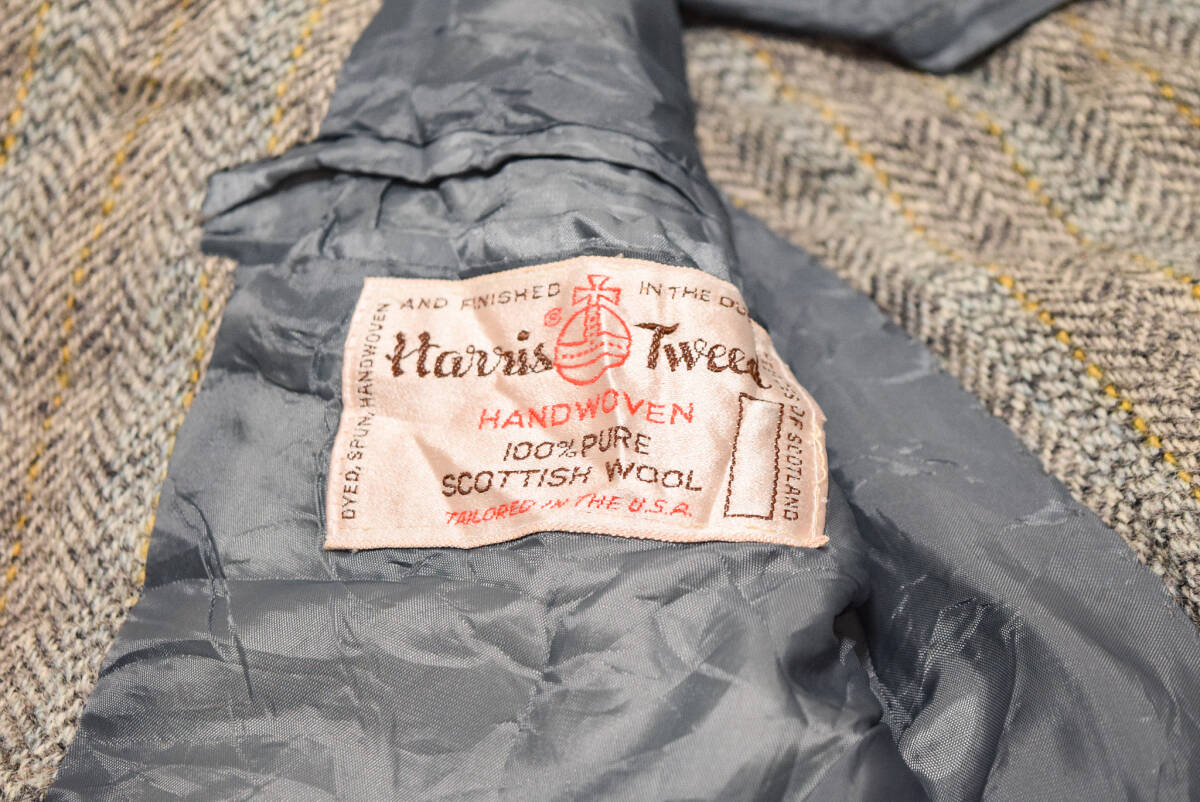 DYED, SPUN, HANDWOVEN
AND FINISHED IN THE
Harris ® Tweed
HANDWOVEN
100% PURE
SCOTTISH WOOL
TAILORED IN THE U.S.A.
OF SCOTLAND